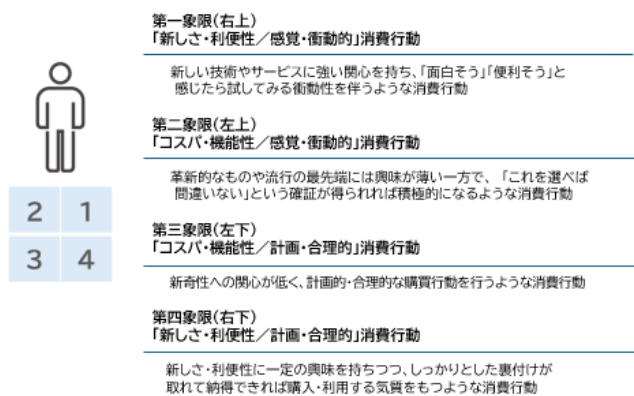 第一象限(右上)
「新しさ・利便性／感覚・衝動的」消費行動
新しい技術やサービスに強い関心を持ち、「面白そう」「便利そう」と
感じたら試してみる衝動性を伴うような消費行動
第二象限(左上)
「コスパ・機能性／感覚・衝動的」消費行動
革新的なものや流行の最先端には興味が薄い一方で、「これを選べば
間違いない」という確証が得られれば積極的になるような消費行動
2 1
3 4
第三象限(左下)
「コスパ・機能性／計画・合理的」消費行動
新奇性への関心が低く、計画的・合理的な購買行動を行うような消費行動
第四象限(右下)
「新しさ・利便性／計画・合理的」消費行動
新しさ・利便性に一定の興味を持ちつつ、しっかりとした裏付けが
取れて納得できれば購入・利用する気質をもつような消費行動